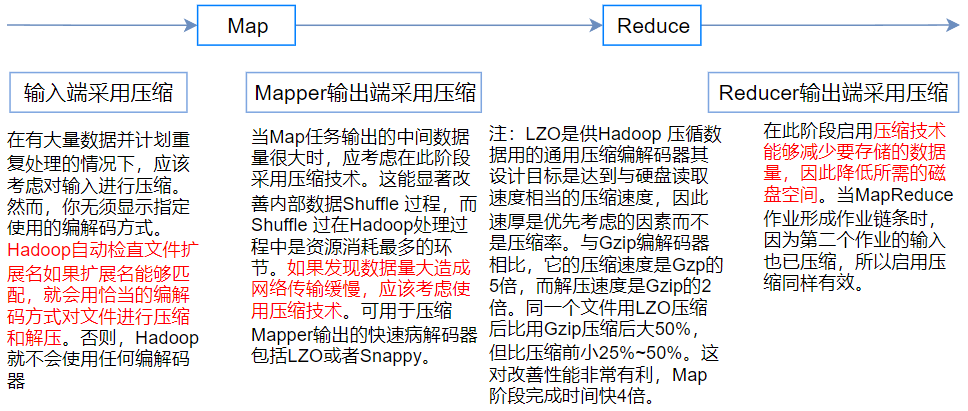 Map
Reduce
输入端采用压缩
Mapper输出端采用压缩
Reducer输出端采用压缩
在有大量数据并计划重
复处理的情况下，应该
考虑对输入进行压缩。
然而，你无须显示指定
使用的编解码方式。
Hadoop自动检直文件扩
展名如果扩展名能够匹
配，就会用恰当的编解
码方式对文件进行压缩
和解压。否则，Hadoop
就不会使用任何编解码
器
当Map任务输出的中间数据
量很大时，应考虑在此阶段
采用压缩技术。这能显著改
善内部数据Shuffle 过程，而
Shuffle 过在Hadoop处理过
程中是资源消耗最多的环
节。如果发现数据量大造成
网络传输缓慢，应该考虑使
用压缩技术。可用于压缩
Mapper输出的快速病解码器
包括LZO或者Snappy。
注：LZO是供Hadoop 压循数
据用的通用压缩编解码器其
设计目标是达到与硬盘读取
速度相当的压缩速度，因此
速厚是优先考虑的因素而不
是压缩率。与Gzip编解码器
相比，它的压缩速度是Gzp的
5倍，而解压速度是Gzip的2
倍。同一个文件用LZO压缩
后比用Gzip压缩后大50%，
但比压缩前小25%~50%。这
对改善性能非常有利，Map
阶段完成时间快4倍。
在此阶段启用压缩技术
能够减少要存储的数据
量，因此降低所需的磁
盘空间。当MapReduce
作业形成作业链条时，
因为第二个作业的输入
也已压缩，所以启用压
缩同样有效。